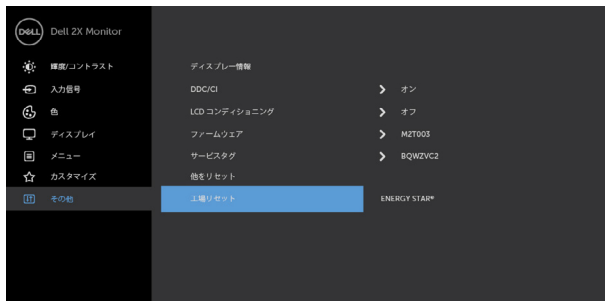 DELL
Dell 2X Monitor
輝度/コントラスト
入力信号
色
ディスプレイ
メニュー
カスタマイズ
その他
ディスプレー情報
DDC/CI
オン
LCD コンディショニング
オフ
ファームウェア
M2T003
サービスタグ
BQWZVC2
他をリセット
工場リセット
ENERGY STAR®